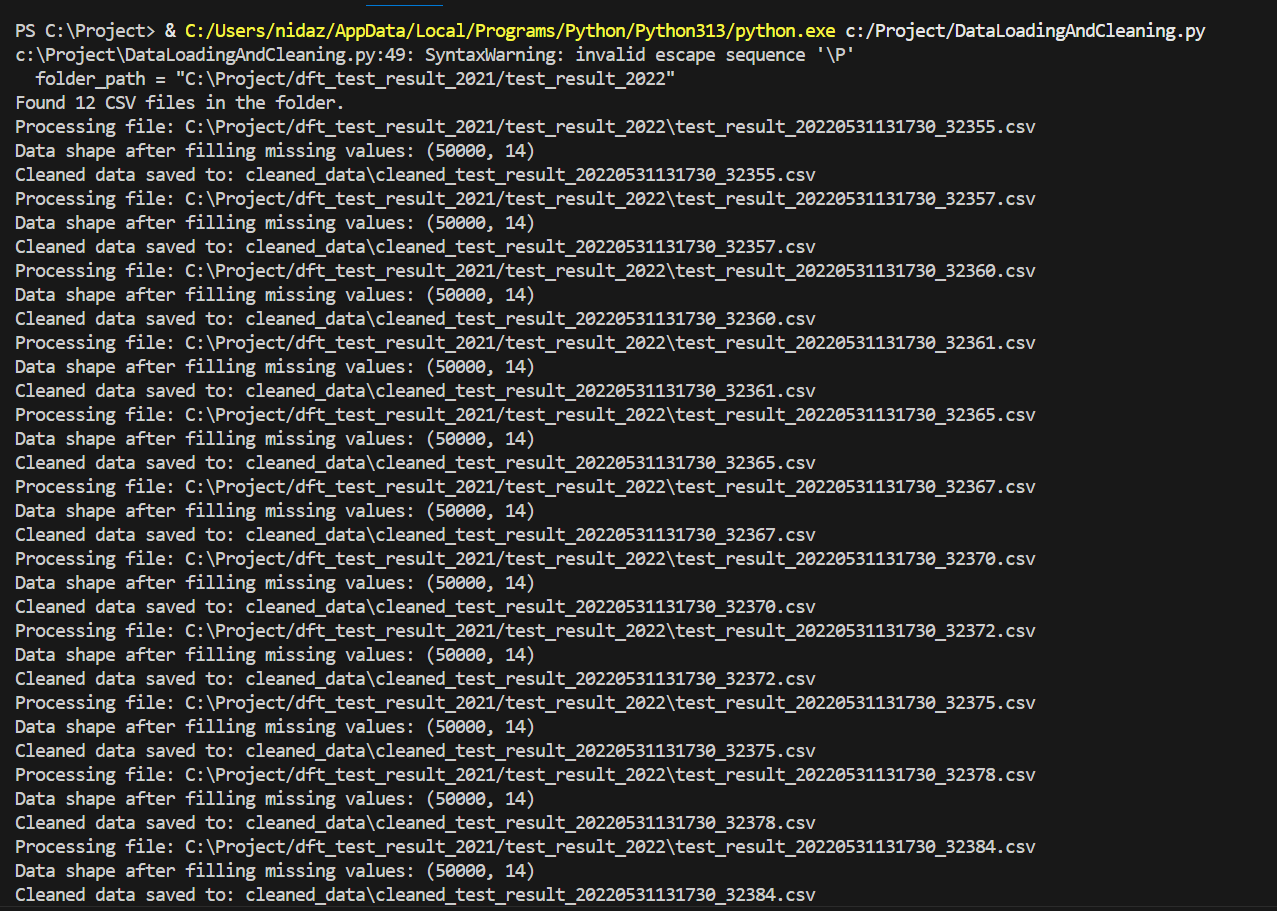 PS C:\Project> & C:/Users/nidaz/AppData/Local/Programs/Python/Python313/python.exe c:/Project/DataLoadingAndCleaning.py
c:\Project\DataLoadingAndCleaning.py:49: SyntaxWarning: invalid escape sequence '\P'
  folder_path = "C:\Project/dft_test_result_2021/test_result_2022"
Found 12 CSV files in the folder.
Processing file: C:\Project/dft_test_result_2021/test_result_2022\test_result_20220531131730_32355.csv
Data shape after filling missing values: (50000, 14)
Cleaned data saved to: cleaned_data\cleaned_test_result_20220531131730_32355.csv
Processing file: C:\Project/dft_test_result_2021/test_result_2022\test_result_20220531131730_32357.csv
Data shape after filling missing values: (50000, 14)
Cleaned data saved to: cleaned_data\cleaned_test_result_20220531131730_32357.csv
Processing file: C:\Project/dft_test_result_2021/test_result_2022\test_result_20220531131730_32360.csv
Data shape after filling missing values: (50000, 14)
Cleaned data saved to: cleaned_data\cleaned_test_result_20220531131730_32360.csv
Processing file: C:\Project/dft_test_result_2021/test_result_2022\test_result_20220531131730_32361.csv
Data shape after filling missing values: (50000, 14)
Cleaned data saved to: cleaned_data\cleaned_test_result_20220531131730_32361.csv
Processing file: C:\Project/dft_test_result_2021/test_result_2022\test_result_20220531131730_32365.csv
Data shape after filling missing values: (50000, 14)
Cleaned data saved to: cleaned_data\cleaned_test_result_20220531131730_32365.csv
Processing file: C:\Project/dft_test_result_2021/test_result_2022\test_result_20220531131730_32367.csv
Data shape after filling missing values: (50000, 14)
Cleaned data saved to: cleaned_data\cleaned_test_result_20220531131730_32367.csv
Processing file: C:\Project/dft_test_result_2021/test_result_2022\test_result_20220531131730_32370.csv
Data shape after filling missing values: (50000, 14)
Cleaned data saved to: cleaned_data\cleaned_test_result_20220531131730_32370.csv
Processing file: C:\Project/dft_test_result_2021/test_result_2022\test_result_20220531131730_32372.csv
Data shape after filling missing values: (50000, 14)
Cleaned data saved to: cleaned_data\cleaned_test_result_20220531131730_32372.csv
Processing file: C:\Project/dft_test_result_2021/test_result_2022\test_result_20220531131730_32375.csv
Data shape after filling missing values: (50000, 14)
Cleaned data saved to: cleaned_data\cleaned_test_result_20220531131730_32375.csv
Processing file: C:\Project/dft_test_result_2021/test_result_2022\test_result_20220531131730_32378.csv
Data shape after filling missing values: (50000, 14)
Cleaned data saved to: cleaned_data\cleaned_test_result_20220531131730_32378.csv
Processing file: C:\Project/dft_test_result_2021/test_result_2022\test_result_20220531131730_32384.csv
Data shape after filling missing values: (50000, 14)
Cleaned data saved to: cleaned_data\cleaned_test_result_20220531131730_32384.csv